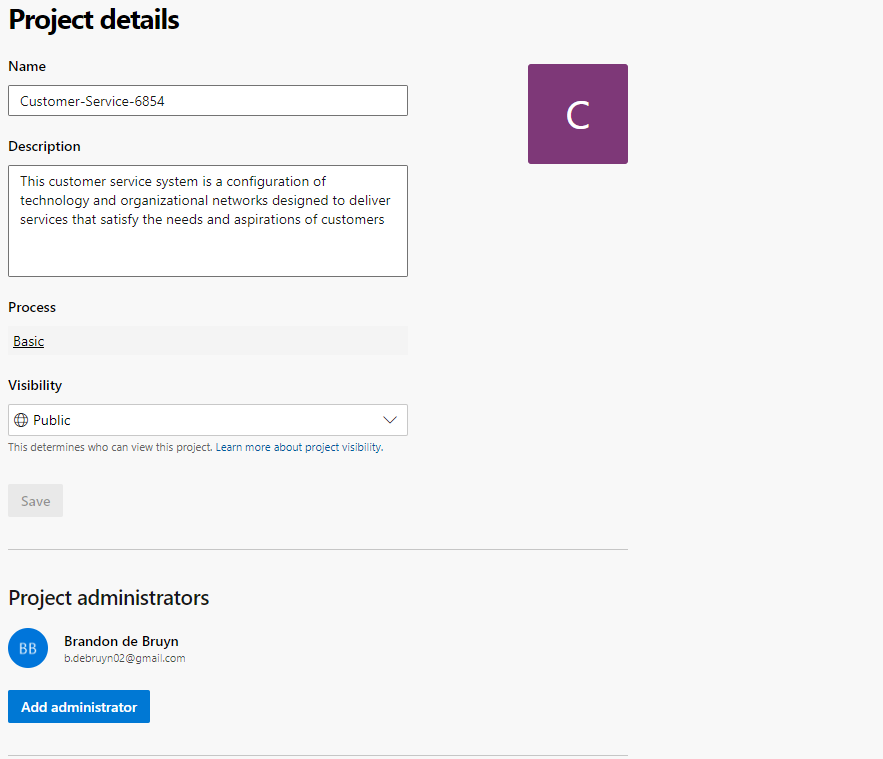 Project details
Name
Customer-Service-6854
C
Description
This customer service system is a configuration of
technology and organizational networks designed to deliver
services that satisfy the needs and aspirations of customers
Process
Basic
Visibility
Public
This determines who can view this project. Learn more about project visibility.
Save
Project administrators
BB
Brandon de Bruyn
b.debruyn02@gmail.com
Add administrator